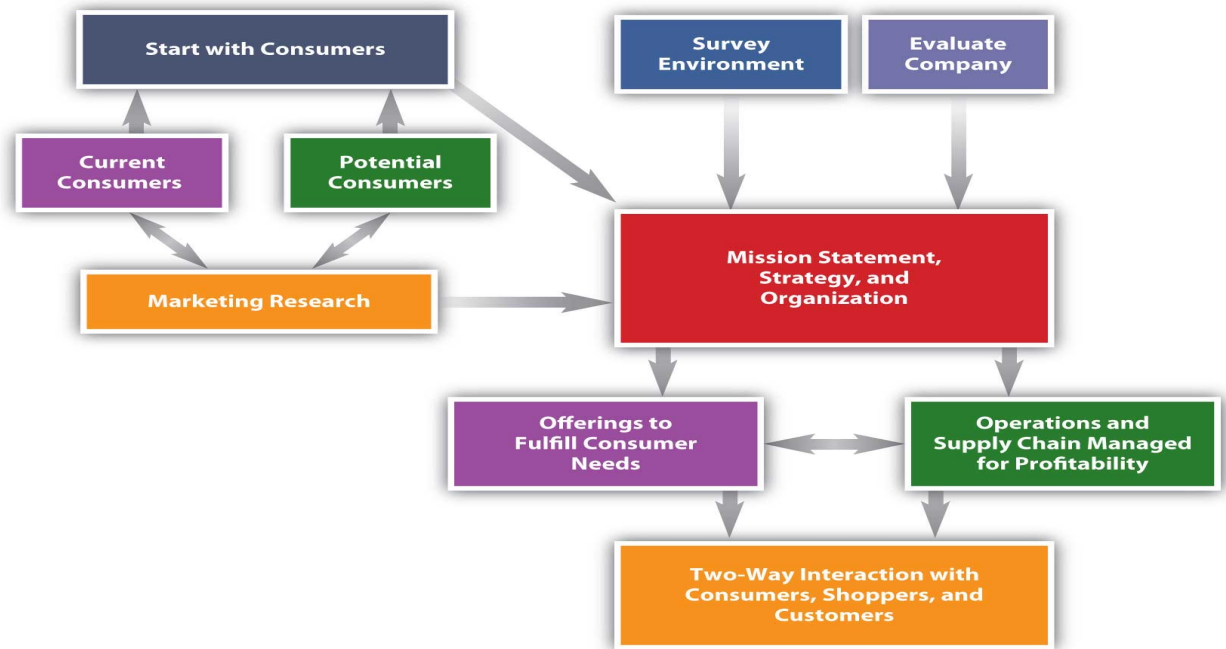 Start with Consumers
Survey
Environment
Evaluate
Company
Current
Consumers
Potential
Consumers
Marketing Research
Mission Statement,
Strategy, and
Organization
Offerings to
Fulfill Consumer
Needs
Operations and
Supply Chain Managed
for Profitability
Two-Way Interaction with
Consumers, Shoppers, and
Customers